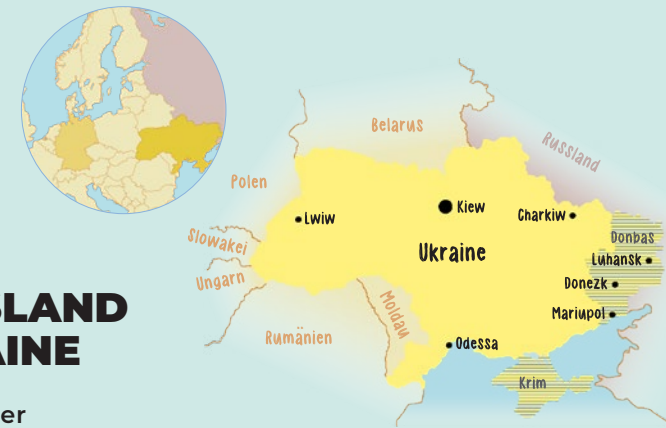 Belarus
Russland
Polen
Lwiw
Kiew
Charkiw
Slowakei
Ukraine
Donbas
Luhansk
Ungarn
Donezk
Moldau
Mariupol
Rumänien
Odessa
Krim
SLAND
AINE
er